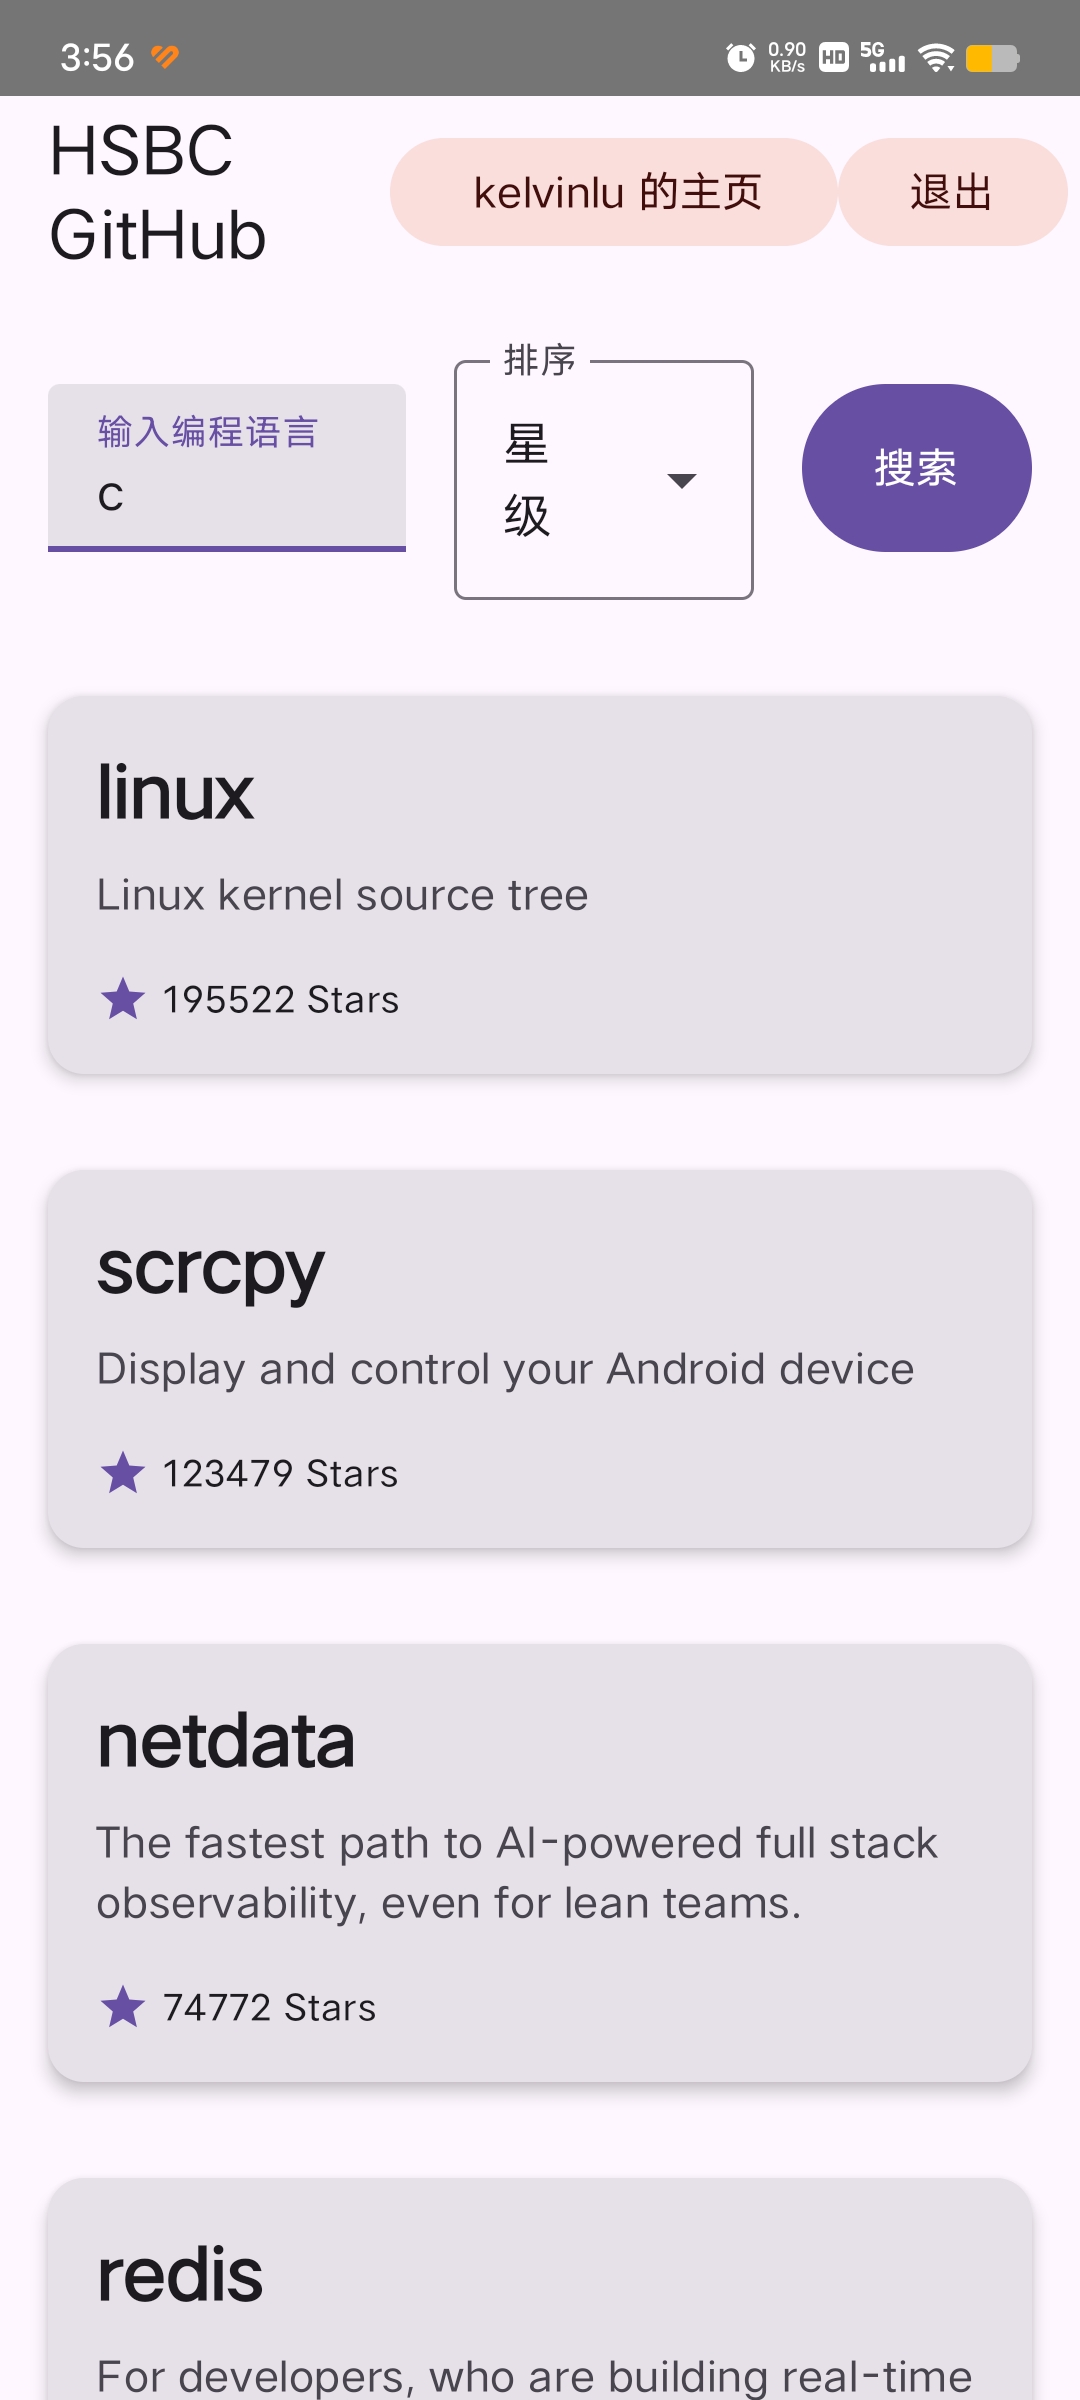 3:56
0.90
KB/s
HD
5G
HSBC
GitHub
kelvinlu 的主页
退出
输入编程语言
c
排序
星
级
搜索
linux
Linux kernel source tree
195522 Stars
scrcpy
Display and control your Android device
123479 Stars
netdata
The fastest path to AI-powered full stack
observability, even for lean teams.
74772 Stars
redis
For developers, who are building real-time